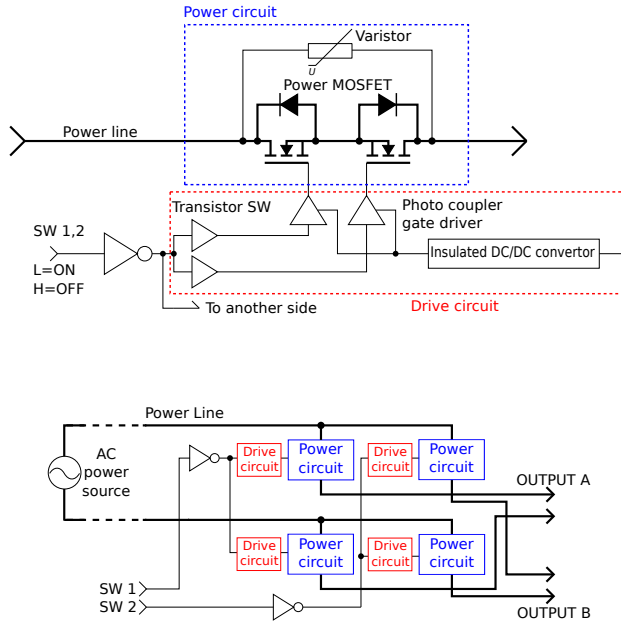 Power circuit
Varistor
U
Power MOSFET
Power line
Transistor SW
Photo coupler
gate driver
SW 1,2
L=ON
H=OFF
Insulated DC/DC convertor
To another side
Drive circuit
Power Line
AC
power
source
Drive
circuit
Power
circuit
Drive
circuit
Power
circuit
OUTPUT A
Drive
circuit
Power
circuit
Drive
circuit
Power
circuit
SW 1
SW 2
OUTPUT B